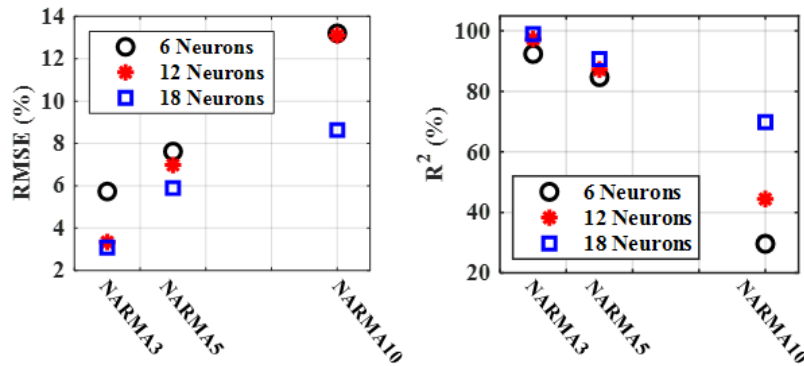 14
12
10
8
6
4
2
RMSE (%)
6 Neurons
12 Neurons
18 Neurons
NARMA3
NARMA5
NARMA10
100
80
60
40
20
R² (%)
6 Neurons
12 Neurons
18 Neurons
NARMA3
NARMA5
NARMA10